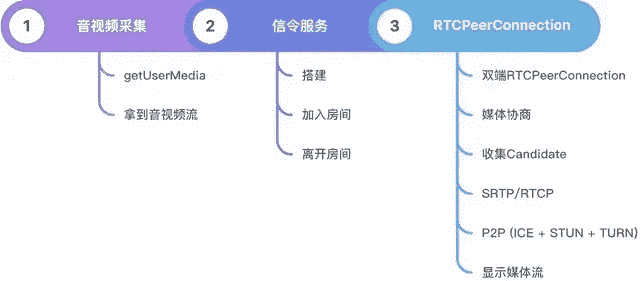 1 音视频采集
getUserMedia
拿到音视频流
2 信令服务
搭建
加入房间
离开房间
3 RTCPeerConnection
双端RTCPeerConnection
媒体协商
收集Candidate
SRTP/RTCP
P2P (ICE + STUN + TURN)
显示媒体流